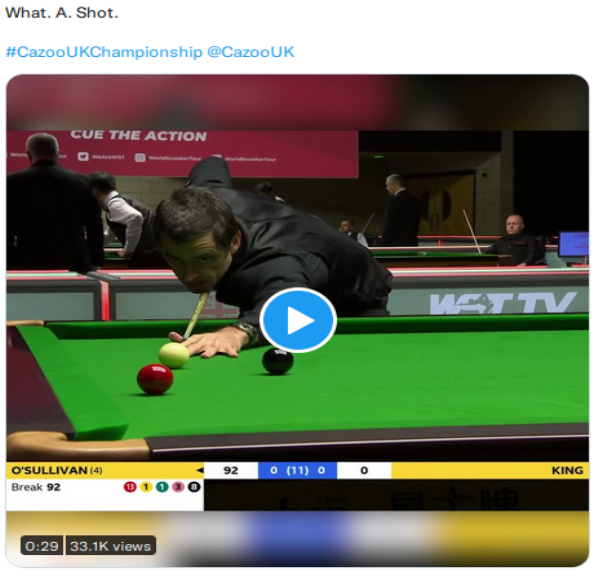 What. A. Shot.
#CazooUKChampionship @CazooUK
CUE THE ACTION
WeAreWST
WorldSnookerTour
WorldSnookerTour
WST TV
O'SULLIVAN (4) 92 0 (11) 0 0 KING
Break 92 13 1 1 3 8
0:29 33.1K views